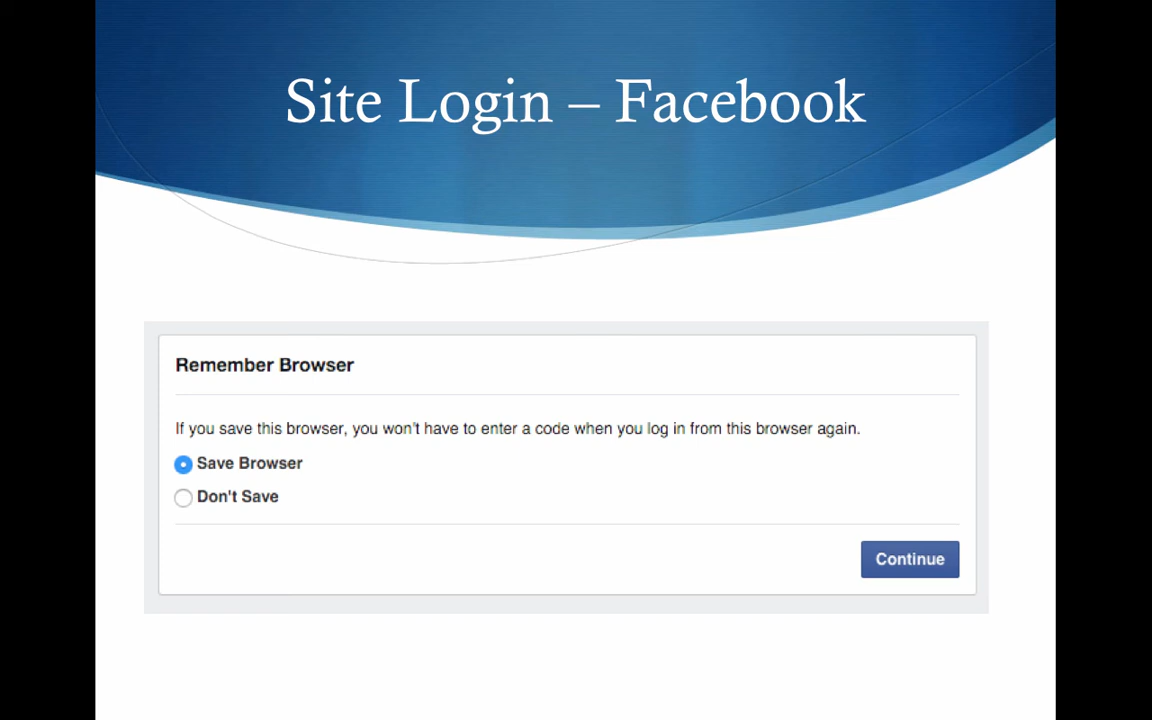 Site Login – Facebook
Remember Browser
If you save this browser, you won't have to enter a code when you log in from this browser again.
Save Browser
Don't Save
Continue